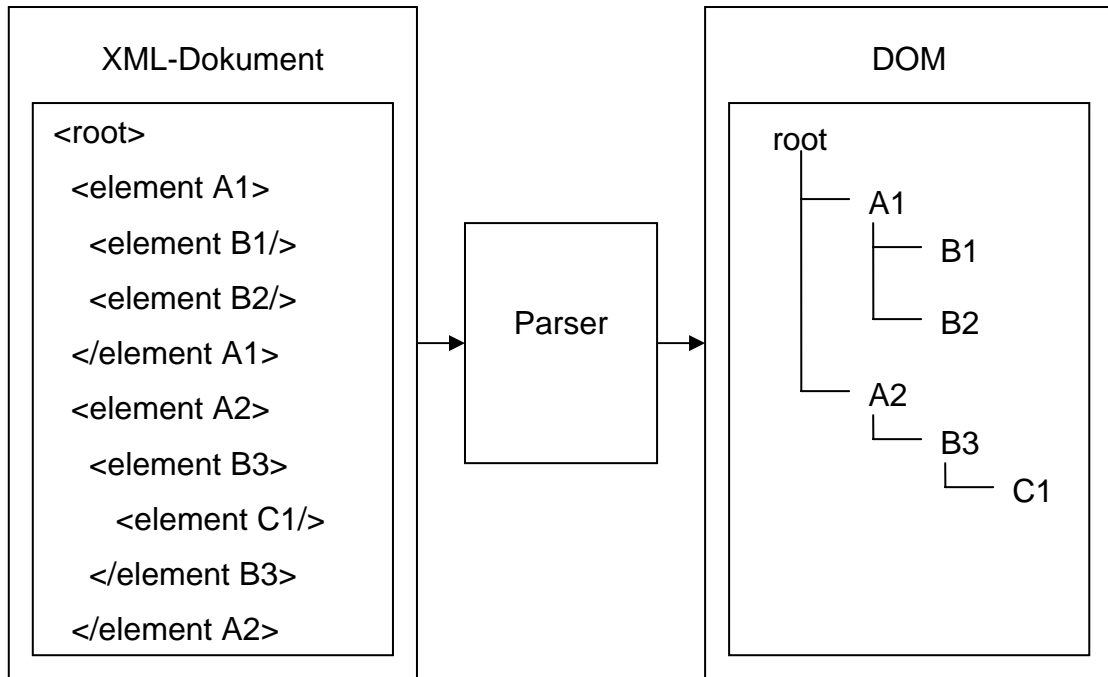 XML-Dokument
<root>
<element A1>
<element B1/>
<element B2/>
</element A1>
<element A2>
<element B3>
<element C1/>
</element B3>
</element A2>
Parser
DOM
root
A1
B1
B2
A2
B3
C1